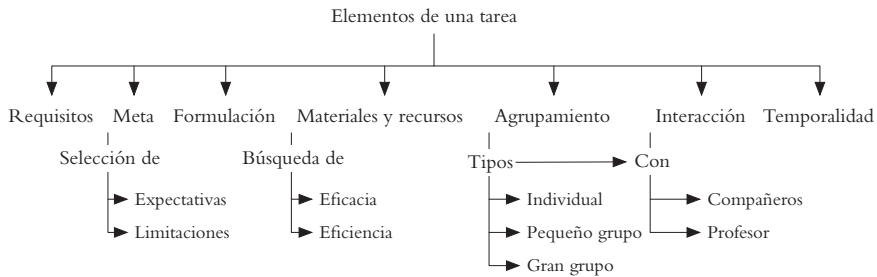 Elementos de una tarea
Requisitos Meta Formulación Materiales y recursos Agrupamiento Interacción Temporalidad
Selección de Búsqueda de Tipos Con
Expectativas Eficacia Individual Compañeros
Limitaciones Eficiencia Pequeño grupo Profesor
Gran grupo